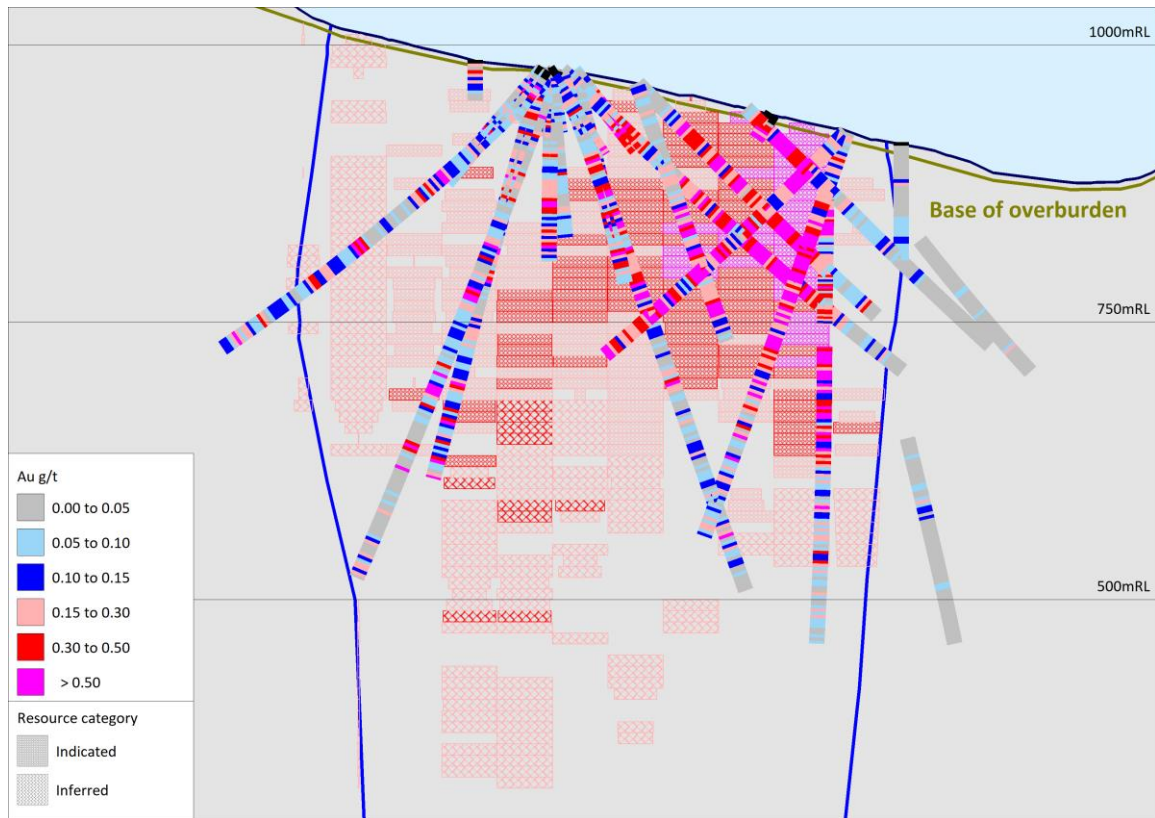 1000mRL
Base of overburden
750mRL
500mRL
Au g/t
0.00 to 0.05
0.05 to 0.10
0.10 to 0.15
0.15 to 0.30
0.30 to 0.50
> 0.50
Resource category
Indicated
Inferred